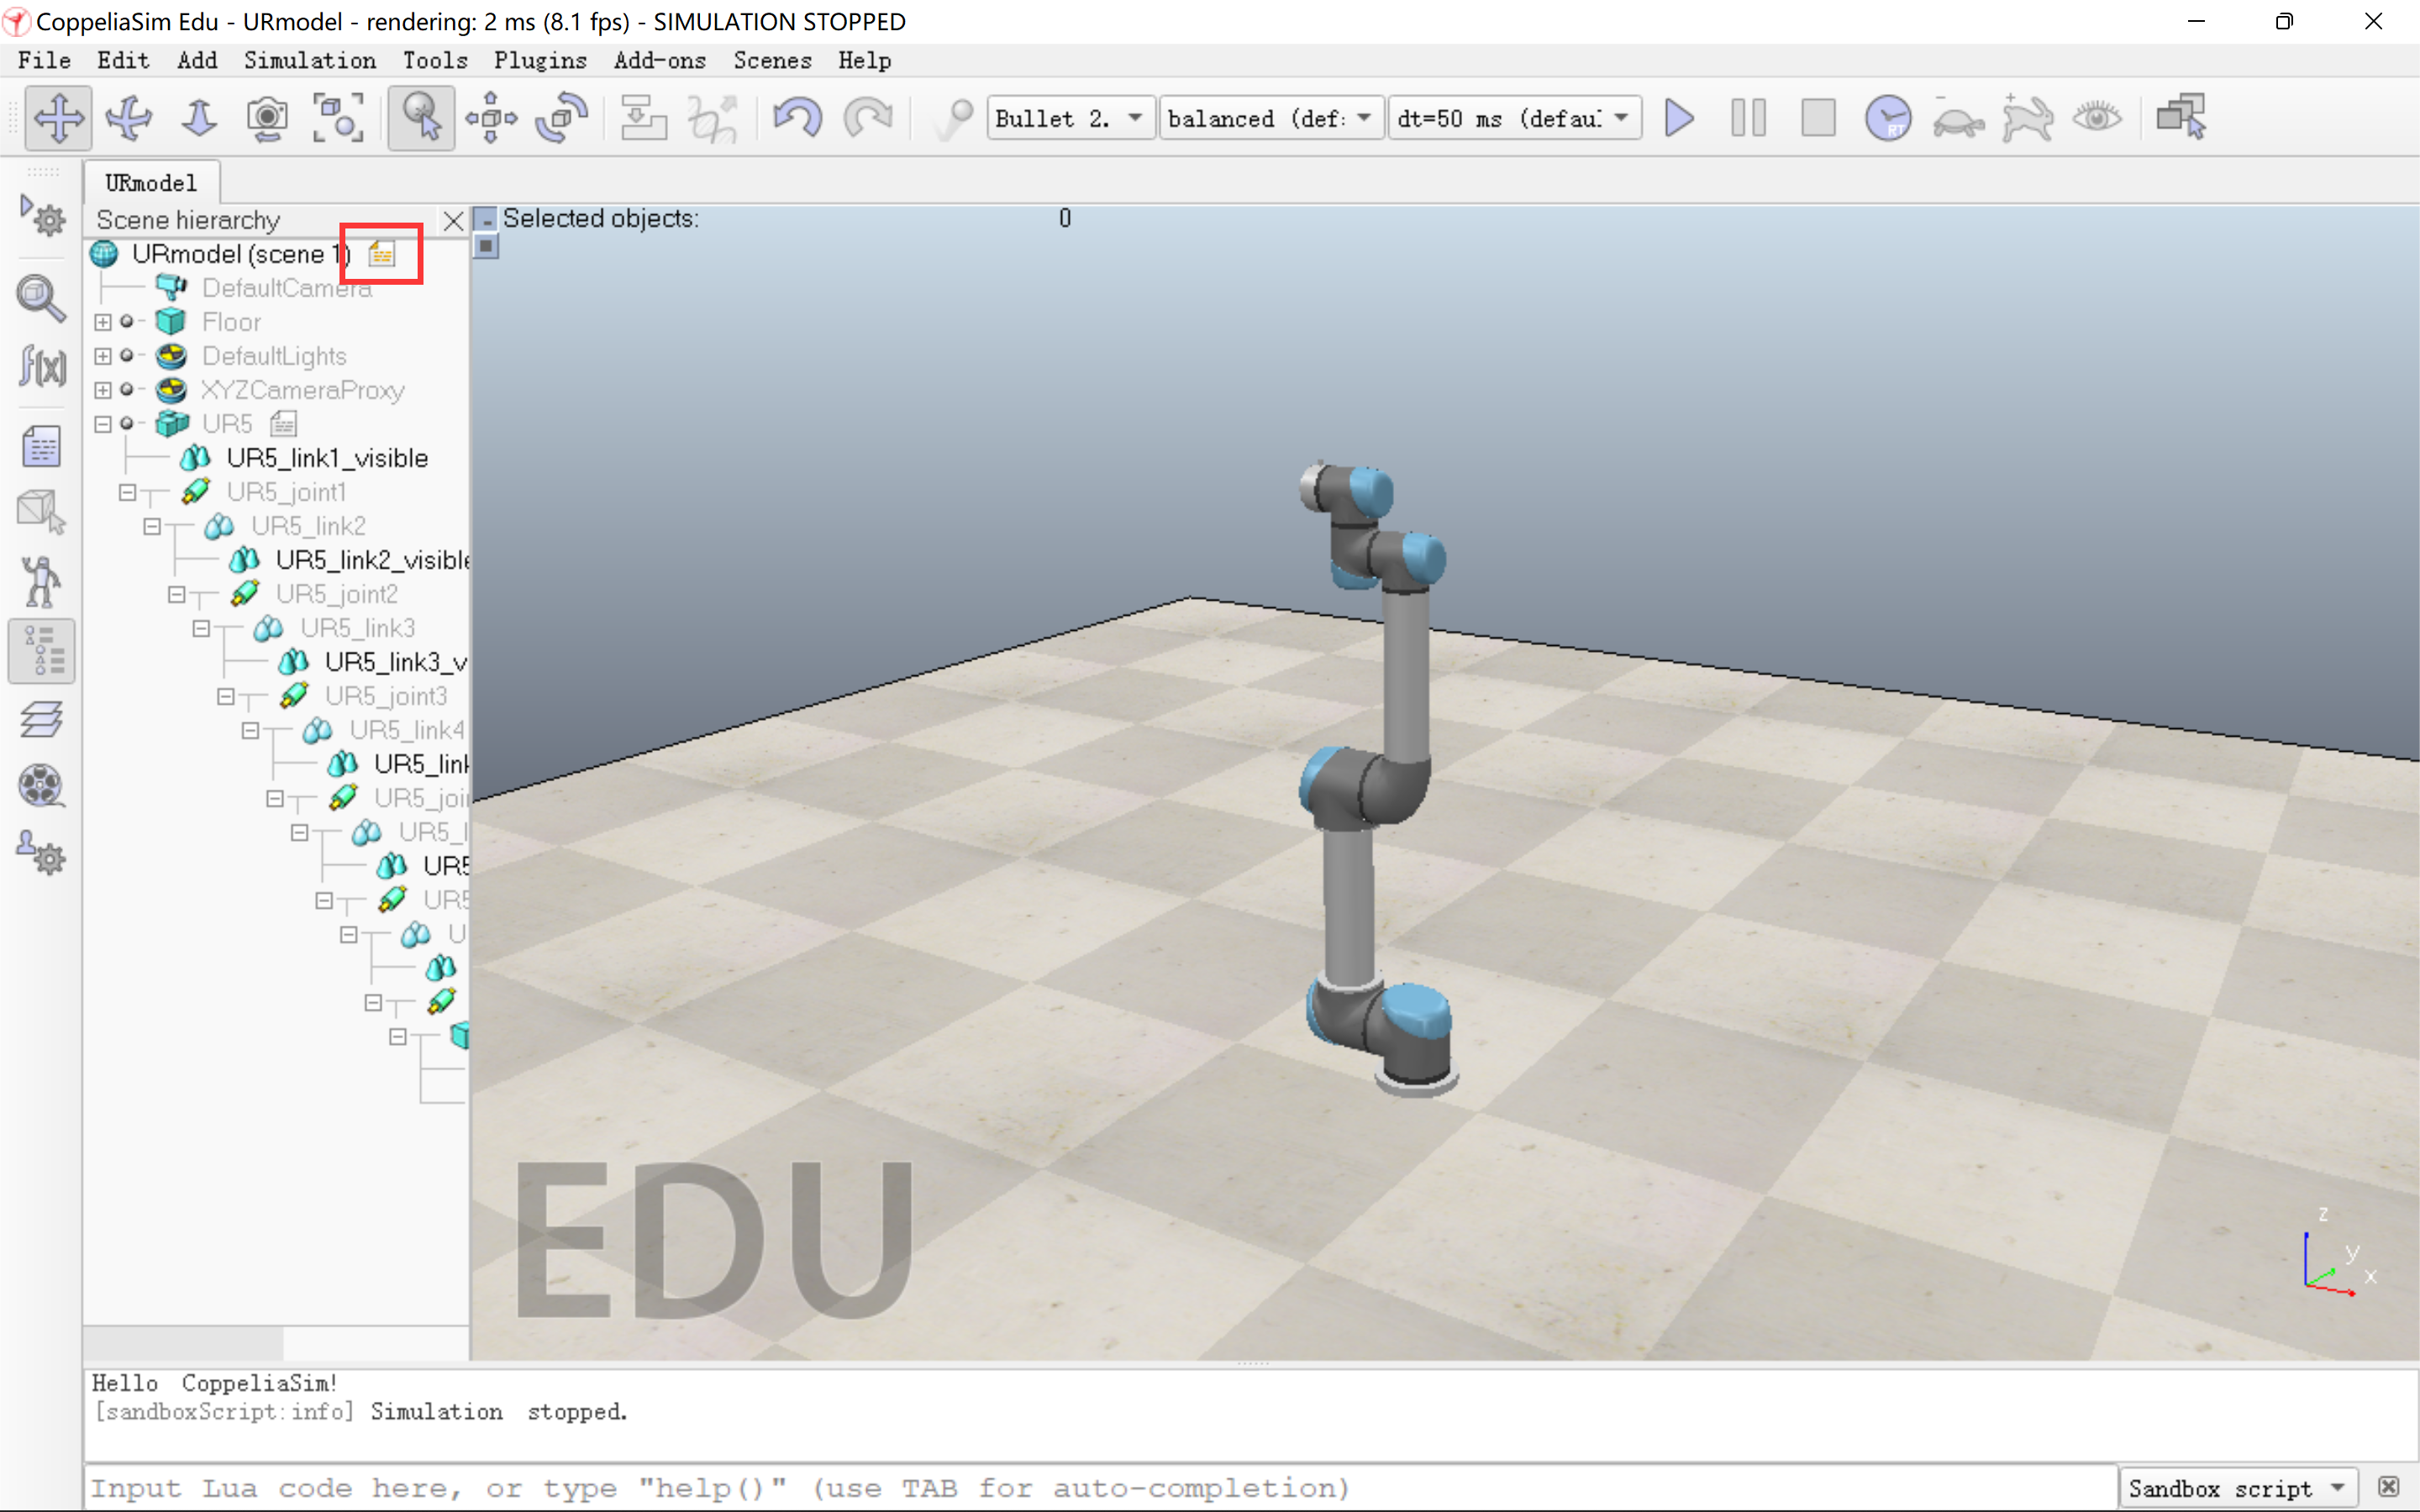 CoppeliaSim Edu - URmodel - rendering: 2 ms (8.1 fps) - SIMULATION STOPPED
File Edit Add Simulation Tools Plugins Add-ons Scenes Help
Bullet 2. balanced (def: dt=50 ms (defau:
RT
URmodel
Scene hierarchy
Selected objects: 0
URmodel (scene 1)
DefaultCamera
Floor
DefaultLights
XYZCameraProxy
UR5
UR5_link1_visible
UR5_joint1
UR5_link2
UR5_link2_visible
UR5_joint2
UR5_link3
UR5_link3_v
UR5_joint3
UR5_link4
UR5_link
UR5_joi
UR5_l
UR5
UR5
U
f(x)
EDU
z
y
x
Hello CoppeliaSim!
[sandboxScript:info] Simulation stopped.
Input Lua code here, or type "help()" (use TAB for auto-completion)
Sandbox script